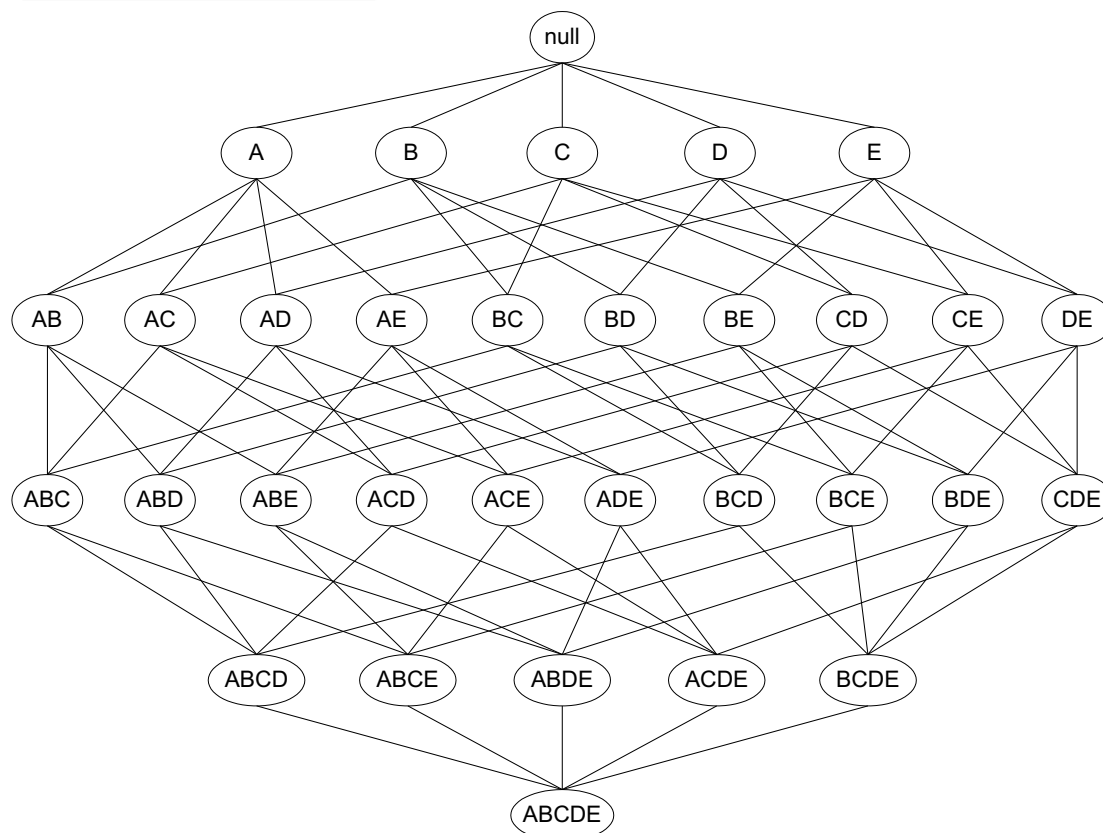 null
A B C D E
AB AC AD AE BC BD BE CD CE DE
ABC ABD ABE ACD ACE ADE BCD BCE BDE CDE
ABCD ABCE ABDE ACDE BCDE
ABCDE